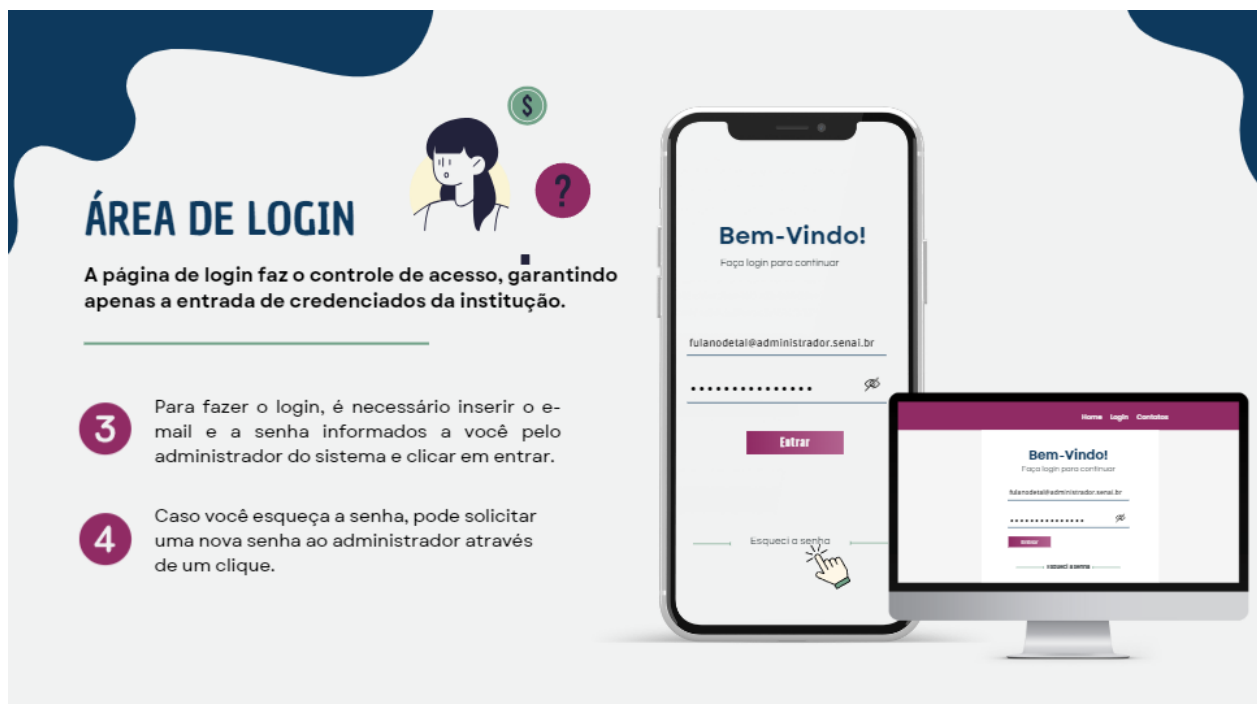 $
?
ÁREA DE LOGIN
A página de login faz o controle de acesso, garantindo
apenas a entrada de credenciados da institução.
3
Para fazer o login, é necessário inserir o e-
mail e a senha informados a você pelo
administrador do sistema e clicar em entrar.
4
Caso você esqueça a senha, pode solicitar
uma nova senha ao administrador através
de um clique.
Bem-Vindo!
Faça login para continuar
fulanodetal@administrador.senai.br
Entrar
Esqueci a senha
Home Login Contatos
Bem-Vindo!
Faça login para continuar
fulanodetal@administrador.senai.br
Entrar
Esqueci a senha